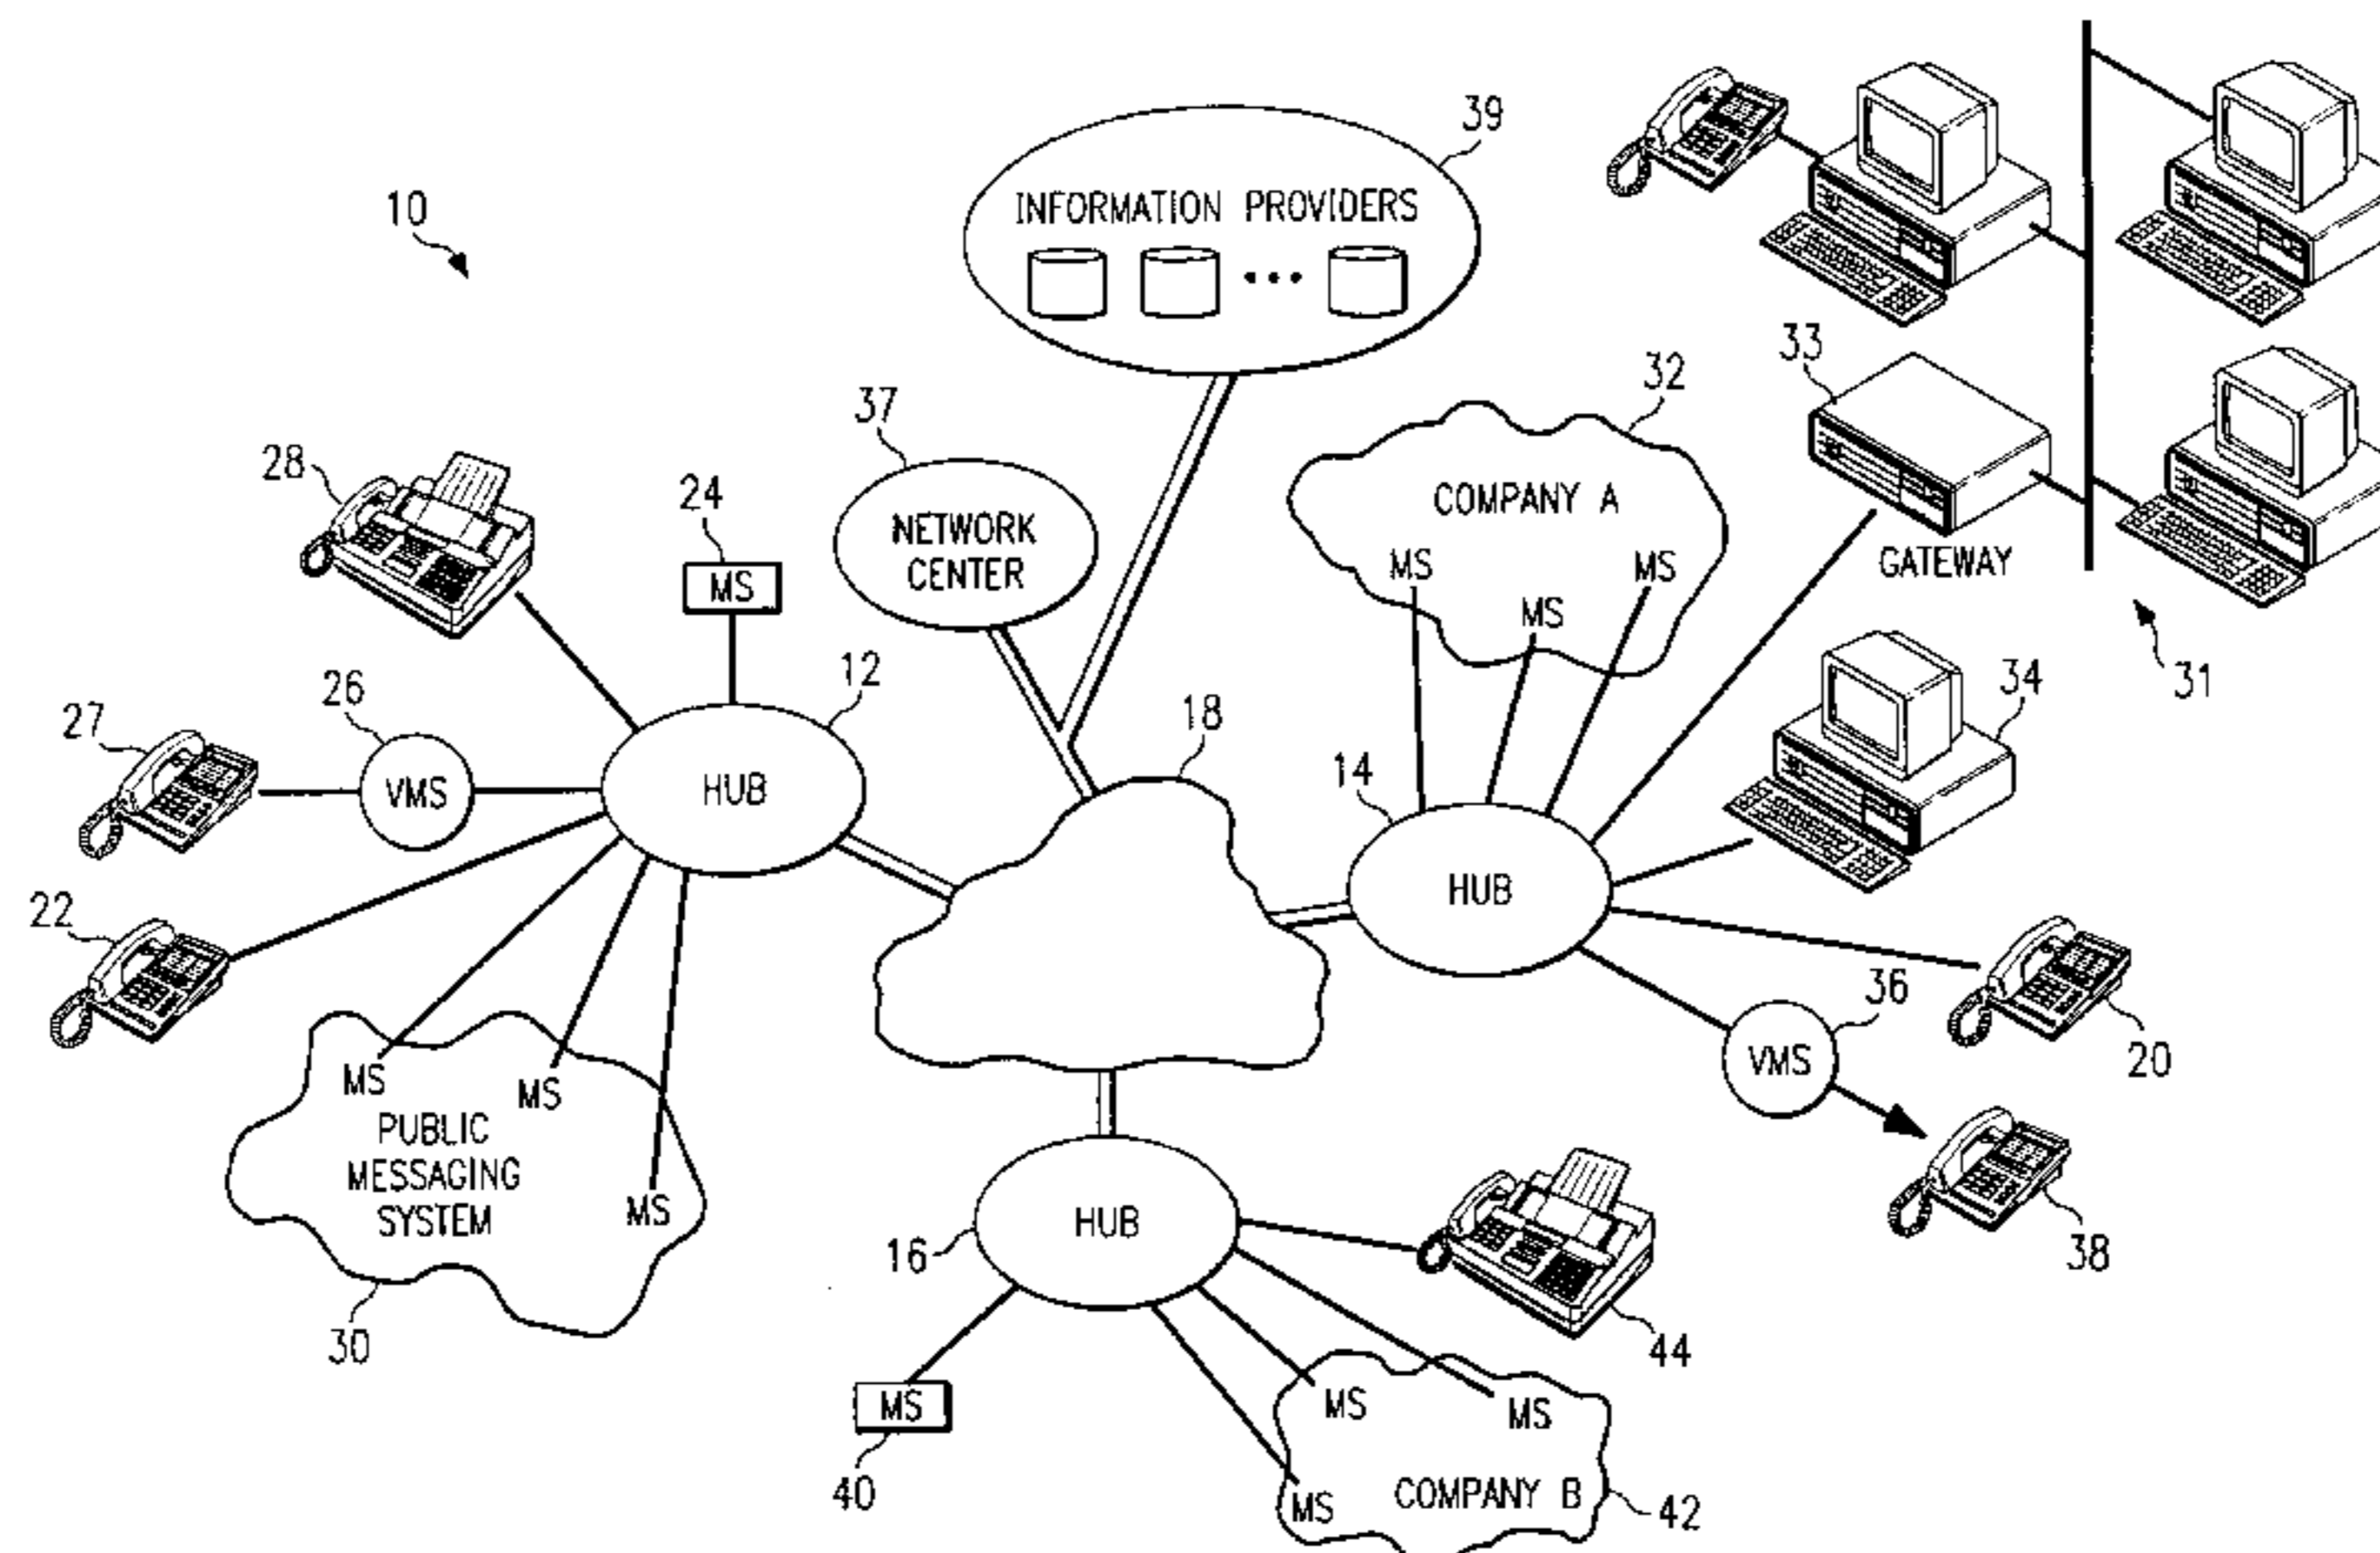 10
39
INFORMATION PROVIDERS
33
32
37
28
24
COMPANY A
NETWORK
CENTER
MS
MS
MS
MS
GATEWAY
31
34
27
26
12
18
14
VMS
HUB
HUB
22
36
20
VMS
MS
MS
PUBLIC
MESSAGING
SYSTEM
MS
30
HUB
16
38
44
MS
40
MS
MS
MS
COMPANY B
42